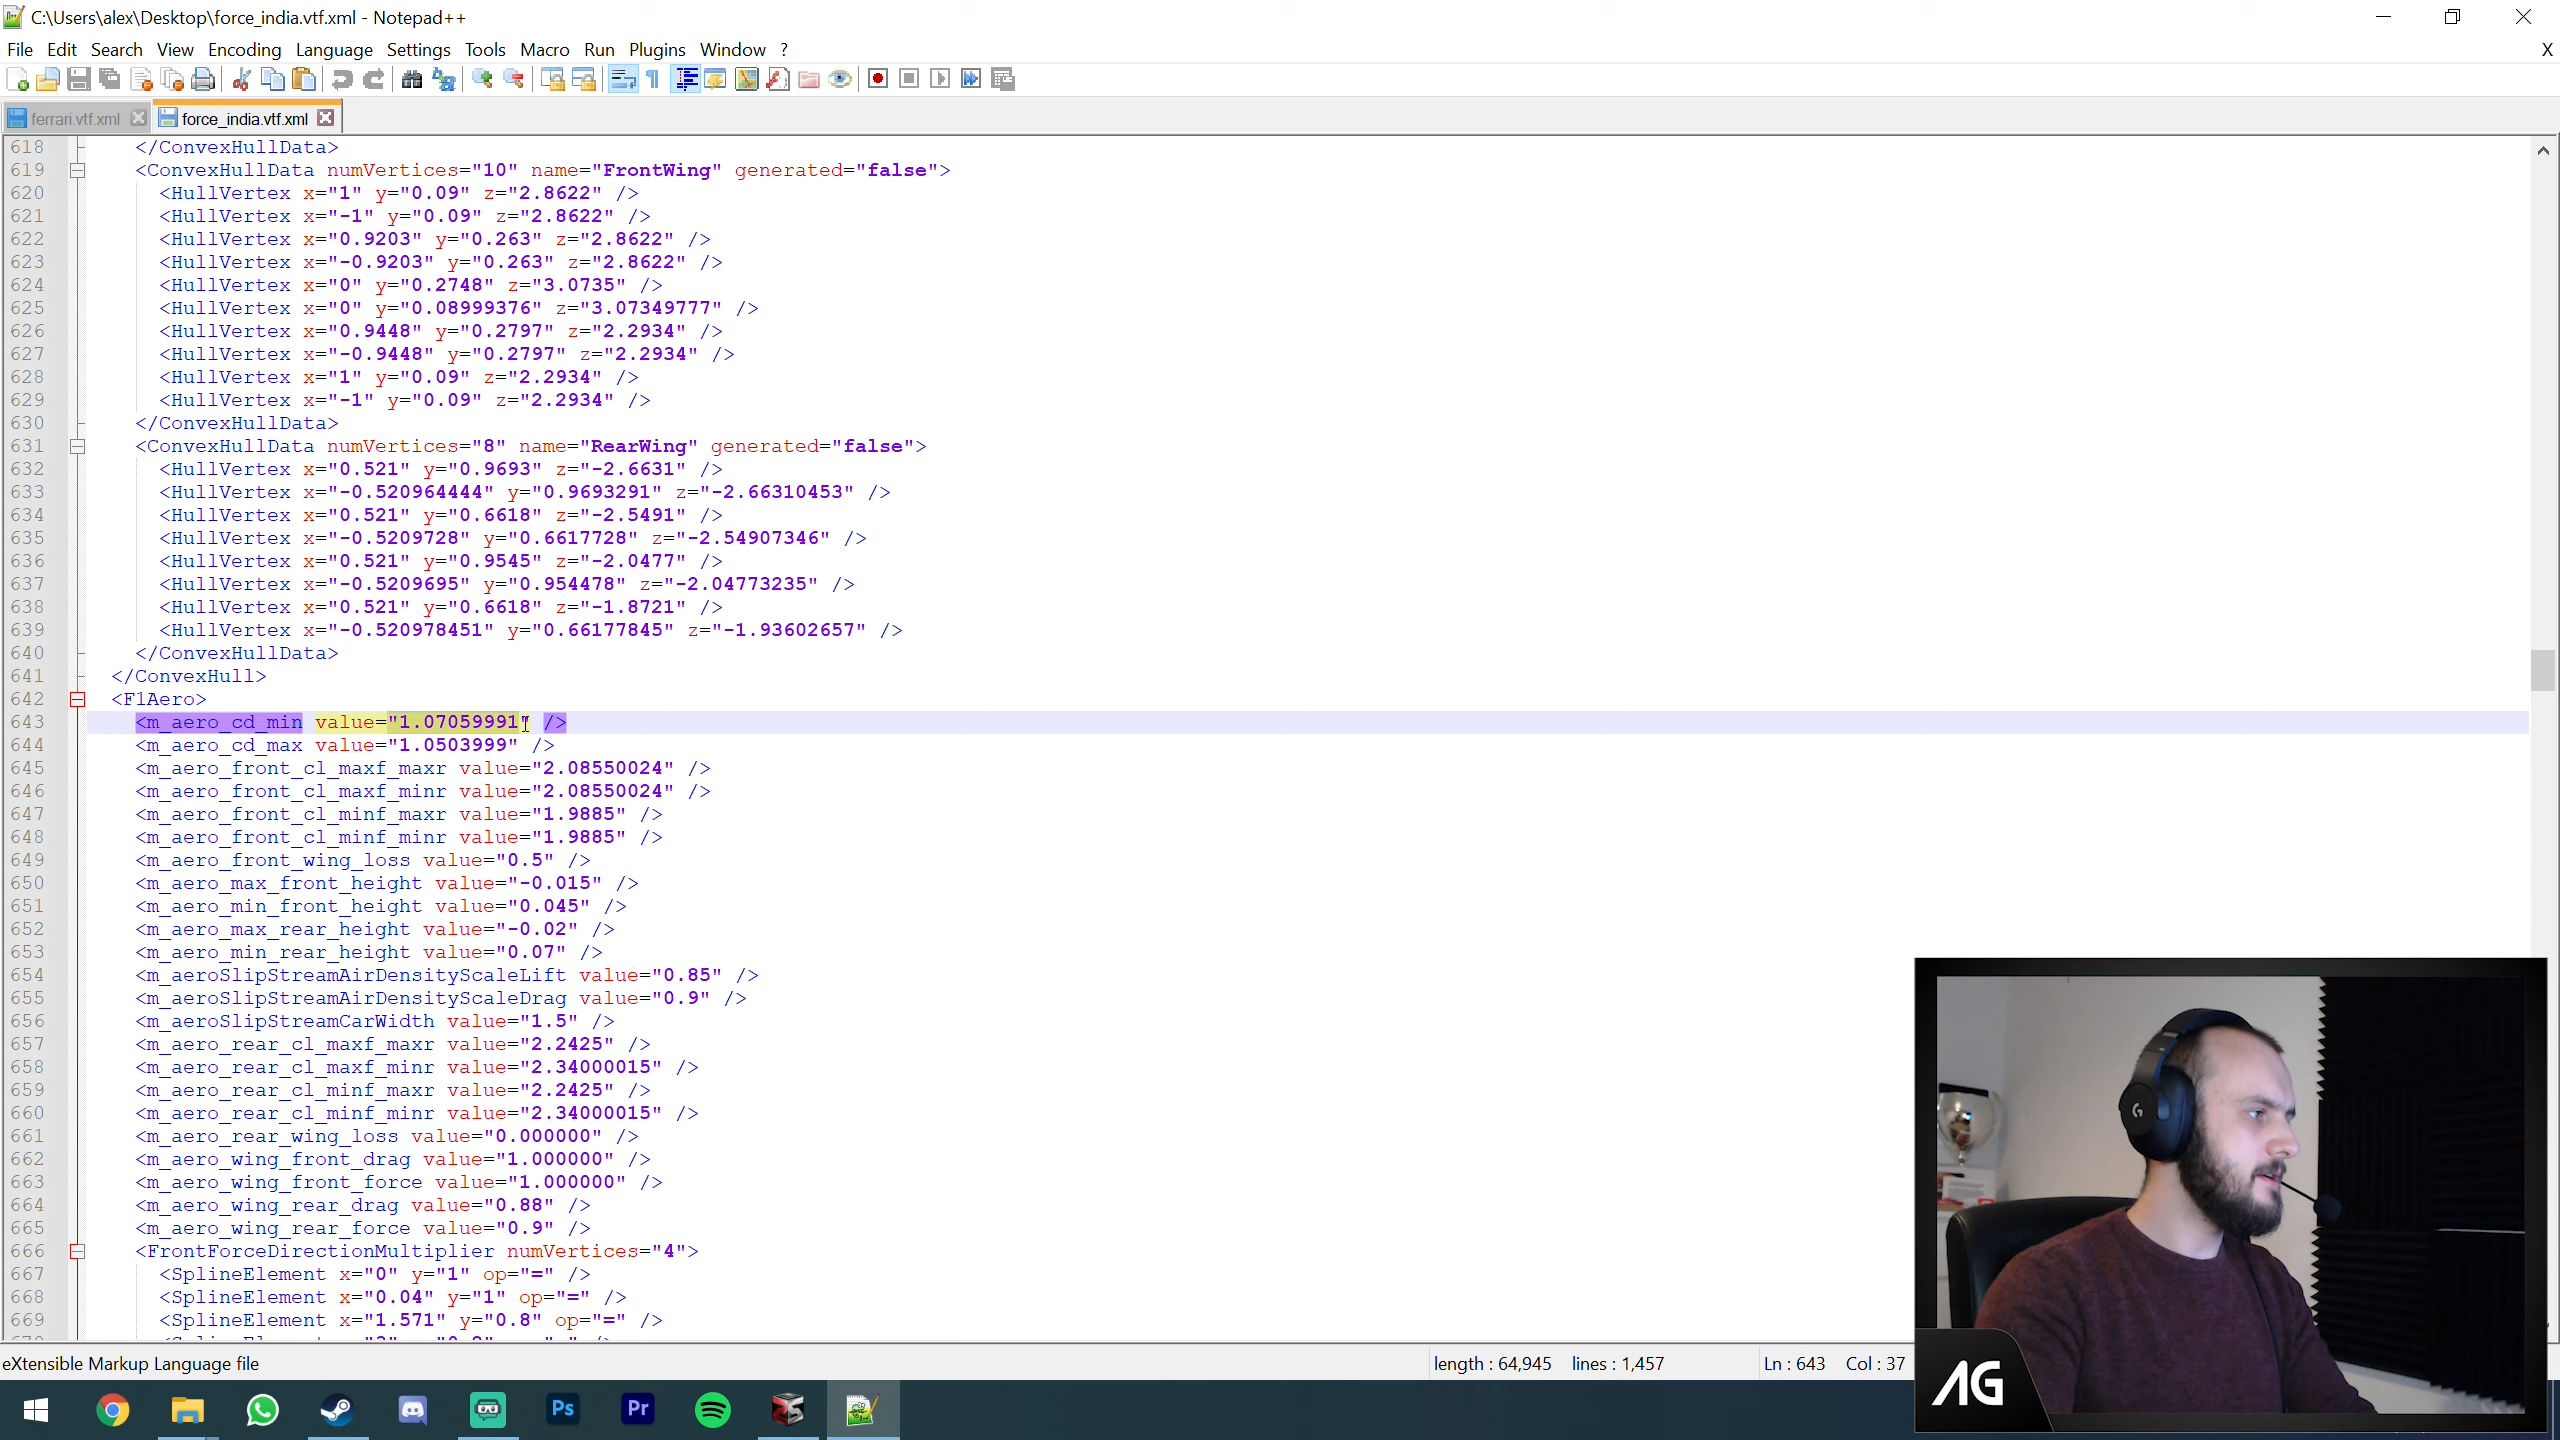 C:\Users\alex\Desktop\force_india.vtf.xml - Notepad++
File Edit Search View Encoding Language Settings Tools Macro Run Plugins Window ? X
ferrari.vtf.xml force_india.vtf.xml
618 </ConvexHullData>
619 <ConvexHullData numVertices="10" name="FrontWing" generated="false">
620 <HullVertex x="1" y="0.09" z="2.8622" />
621 <HullVertex x="-1" y="0.09" z="2.8622" />
622 <HullVertex x="0.9203" y="0.263" z="2.8622" />
623 <HullVertex x="-0.9203" y="0.263" z="2.8622" />
624 <HullVertex x="0" y="0.2748" z="3.0735" />
625 <HullVertex x="0" y="0.08999376" z="3.07349777" />
626 <HullVertex x="0.9448" y="0.2797" z="2.2934" />
627 <HullVertex x="-0.9448" y="0.2797" z="2.2934" />
628 <HullVertex x="1" y="0.09" z="2.2934" />
629 <HullVertex x="-1" y="0.09" z="2.2934" />
630 </ConvexHullData>
631 <ConvexHullData numVertices="8" name="RearWing" generated="false">
632 <HullVertex x="0.521" y="0.9693" z="-2.6631" />
633 <HullVertex x="-0.520964444" y="0.9693291" z="-2.66310453" />
634 <HullVertex x="0.521" y="0.6618" z="-2.5491" />
635 <HullVertex x="-0.5209728" y="0.6617728" z="-2.54907346" />
636 <HullVertex x="0.521" y="0.9545" z="-2.0477" />
637 <HullVertex x="-0.5209695" y="0.954478" z="-2.04773235" />
638 <HullVertex x="0.521" y="0.6618" z="-1.8721" />
639 <HullVertex x="-0.520978451" y="0.66177845" z="-1.93602657" />
640 </ConvexHullData>
641 </ConvexHull>
642 <F1Aero>
643 <m_aero_cd_min value="1.07059991" />
644 <m_aero_cd_max value="1.0503999" />
645 <m_aero_front_cl_maxf_maxr value="2.08550024" />
646 <m_aero_front_cl_maxf_minr value="2.08550024" />
647 <m_aero_front_cl_minf_maxr value="1.9885" />
648 <m_aero_front_cl_minf_minr value="1.9885" />
649 <m_aero_front_wing_loss value="0.5" />
650 <m_aero_max_front_height value="-0.015" />
651 <m_aero_min_front_height value="0.045" />
652 <m_aero_max_rear_height value="-0.02" />
653 <m_aero_min_rear_height value="0.07" />
654 <m_aeroSlipStreamAirDensityScaleLift value="0.85" />
655 <m_aeroSlipStreamAirDensityScaleDrag value="0.9" />
656 <m_aeroSlipStreamCarWidth value="1.5" />
657 <m_aero_rear_cl_maxf_maxr value="2.2425" />
658 <m_aero_rear_cl_maxf_minr value="2.34000015" />
659 <m_aero_rear_cl_minf_maxr value="2.2425" />
660 <m_aero_rear_cl_minf_minr value="2.34000015" />
661 <m_aero_rear_wing_loss value="0.000000" />
662 <m_aero_wing_front_drag value="1.000000" />
663 <m_aero_wing_front_force value="1.000000" />
664 <m_aero_wing_rear_drag value="0.88" />
665 <m_aero_wing_rear_force value="0.9" />
666 <FrontForceDirectionMultiplier numVertices="4">
667 <SplineElement x="0" y="1" op="=" />
668 <SplineElement x="0.04" y="1" op="=" />
669 <SplineElement x="1.571" y="0.8" op="=" />
eXtensible Markup Language file length : 64,945 lines : 1,457 Ln : 643 Col : 37
Ps Pr AG